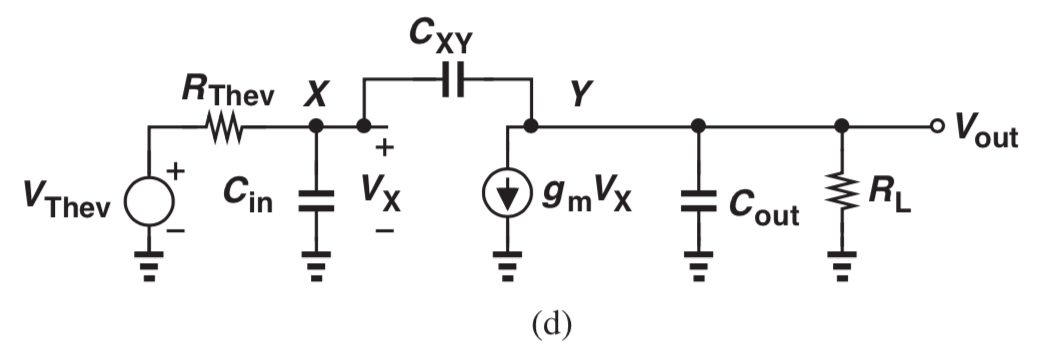 C_XY
R_Thev X Y
V_Thev + − C_in + V_X − g_mV_X C_out R_L V_out
(d)